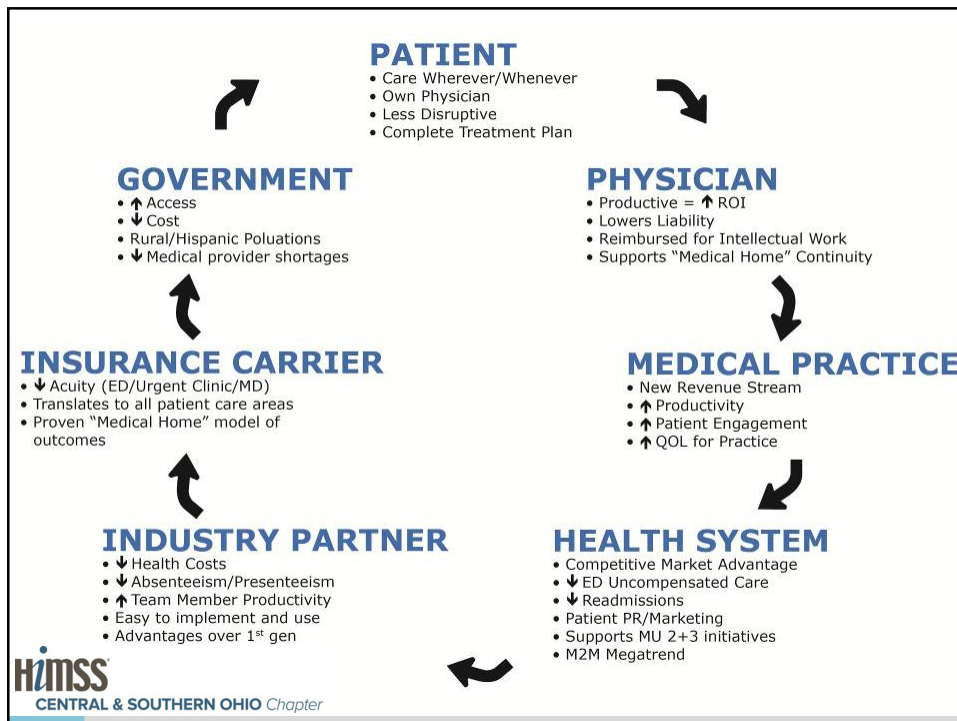 PATIENT
• Care Wherever/Whenever
• Own Physician
• Less Disruptive
• Complete Treatment Plan
PHYSICIAN
• Productive = ↑ ROI
• Lowers Liability
• Reimbursed for Intellectual Work
• Supports “Medical Home” Continuity
MEDICAL PRACTICE
• New Revenue Stream
• ↑ Productivity
• ↑ Patient Engagement
• ↑ QOL for Practice
HEALTH SYSTEM
• Competitive Market Advantage
• ↓ ED Uncompensated Care
• ↓ Readmissions
• Patient PR/Marketing
• Supports MU 2+3 initiatives
• M2M Megatrend
INDUSTRY PARTNER
• ↓ Health Costs
• ↓ Absenteeism/Presenteeism
• ↑ Team Member Productivity
• Easy to implement and use
• Advantages over 1st gen
INSURANCE CARRIER
• ↓ Acuity (ED/Urgent Clinic/MD)
• Translates to all patient care areas
• Proven “Medical Home” model of
outcomes
GOVERNMENT
• ↑ Access
• ↓ Cost
• Rural/Hispanic Poluations
• ↓ Medical provider shortages
HiMSS
CENTRAL & SOUTHERN OHIO Chapter